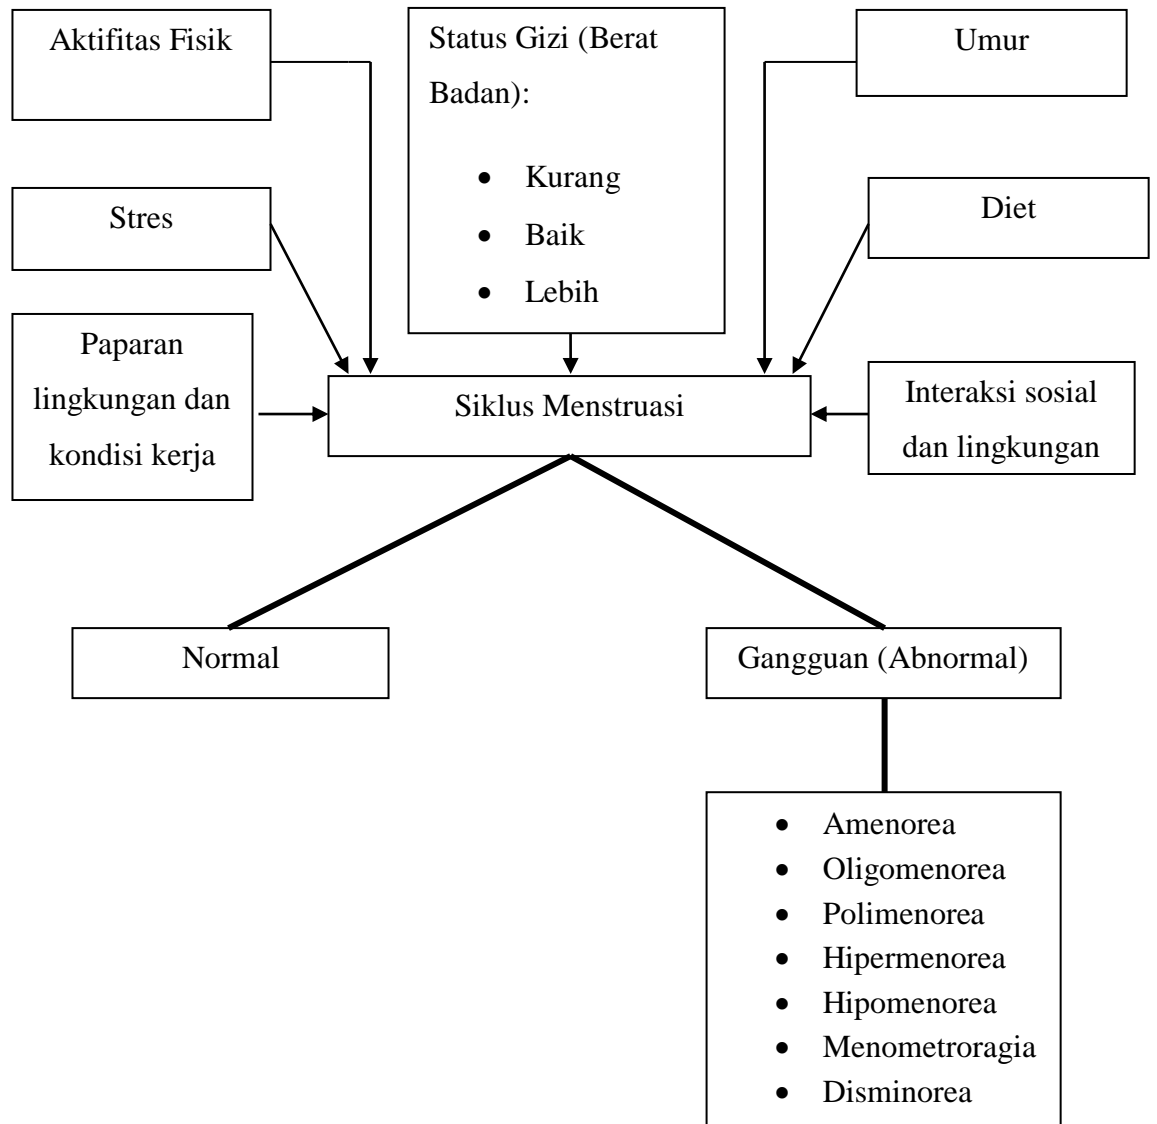 Aktifitas Fisik
Status Gizi (Berat
Badan):
• Kurang
• Baik
• Lebih
Umur
Stres
Diet
Paparan
lingkungan dan
kondisi kerja
Siklus Menstruasi
Interaksi sosial
dan lingkungan
Normal
Gangguan (Abnormal)
• Amenorea
• Oligomenorea
• Polimenorea
• Hipermenorea
• Hipomenorea
• Menometroragia
• Disminorea